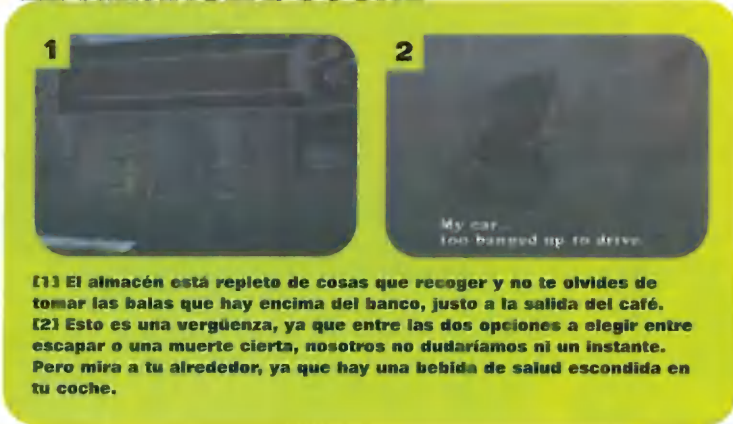 1
2
My car...
too banged up to drive.
[1] El almacén está repleto de cosas que recoger y no te olvides de
tomar las balas que hay encima del banco, justo a la salida del café.
[2] Esto es una vergüenza, ya que entre las dos opciones a elegir entre
escapar o una muerte cierta, nosotros no dudaríamos ni un instante.
Pero mira a tu alrededor, ya que hay una bebida de salud escondida en
tu coche.